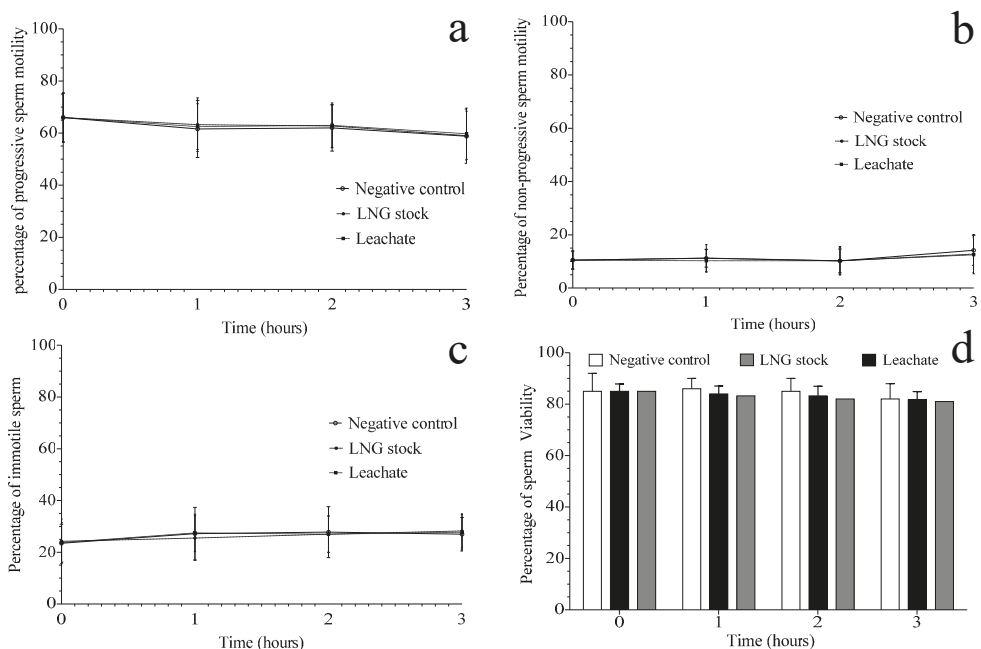 a
percentage of progressive sperm motility
100
80
60
40
20
0
Negative control
LNG stock
Leachate
0 1 2 3
Time (hours)
b
Percentage of non-progressive sperm motility
100
80
60
40
20
0
Negative control
LNG stock
Leachate
0 1 2 3
Time (hours)
c
Percentage of immotile sperm
100
80
60
40
20
0
Negative control
LNG stock
Leachate
0 1 2 3
Time (hours)
d
Percentage of sperm Viability
100
80
60
40
20
0
Negative control LNG stock Leachate
0 1 2 3
Time (hours)